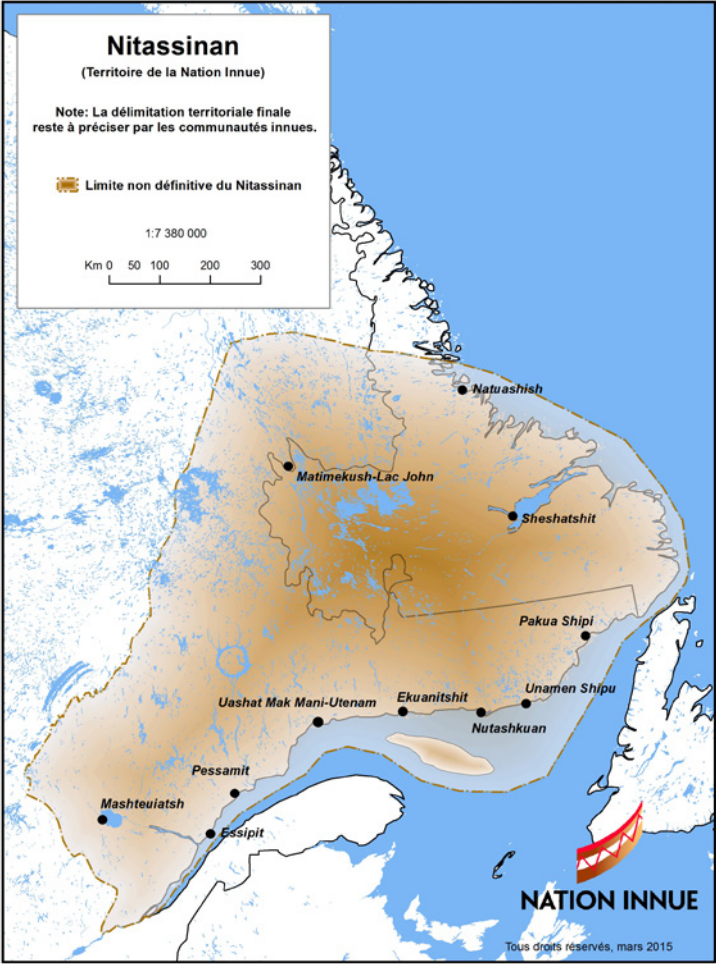 Nitassinan
(Territoire de la Nation Innue)
Note: La délimitation territoriale finale
reste à préciser par les communautés innues.
Limite non définitive du Nitassinan
1:7 380 000
Km 0 50 100 200 300
Natuashish
Matimekush-Lac John
Sheshatshit
Pakua Shipi
Unamen Shipu
Uashat Mak Mani-Utenam
Ekuanitshit
Nutashkuan
Pessamit
Mashteuiatsh
Essipit
NATION INNUE
Tous droits réservés, mars 2015